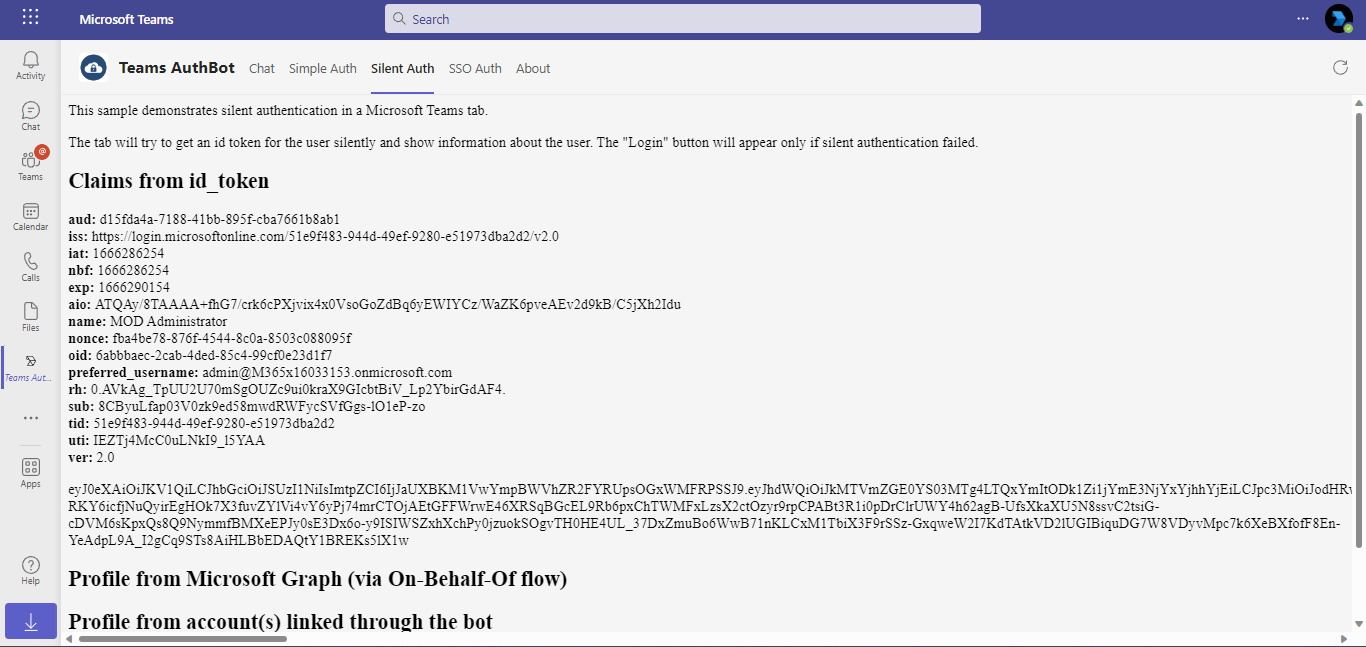 Microsoft Teams
Search
Activity
Chat
Teams
Calendar
Calls
Files
Teams Aut...
Apps
Help
Teams AuthBot Chat Simple Auth Silent Auth SSO Auth About
This sample demonstrates silent authentication in a Microsoft Teams tab.
The tab will try to get an id token for the user silently and show information about the user. The "Login" button will appear only if silent authentication failed.
Claims from id_token
aud: d15fda4a-7188-41bb-895f-cba7661b8ab1
iss: https://login.microsoftonline.com/51e9f483-944d-49ef-9280-e51973dba2d2/v2.0
iat: 1666286254
nbf: 1666286254
exp: 1666290154
aio: ATQAy/8TAAAA+fhG7/crk6cPXjvix4x0VsoGoZdBq6yEWIYCz/WaZK6pveAEv2d9kB/C5jXh2Idu
name: MOD Administrator
nonce: fba4be78-876f-4544-8c0a-8503c088095f
oid: 6abbbaec-2cab-4ded-85c4-99cf0e23d1f7
preferred_username: admin@M365x16033153.onmicrosoft.com
rh: 0.AVkAg_TpUU2U70mSgOUZc9ui0kraX9GIcbtBiV_Lp2YbirGdAF4.
sub: 8CByuLfap03V0zk9ed58mwdRWFycSVfGgs-lO1eP-zo
tid: 51e9f483-944d-49ef-9280-e51973dba2d2
uti: IEZTj4McC0uLNkI9_l5YAA
ver: 2.0
eyJ0eXAiOiJKV1QiLCJhbGciOiJSUzI1NiIsImtpZCI6IjJaUXBKM1VwYmpBWVhZR2FYRUpsOGxWMFRPSSJ9.eyJhdWQiOiJkMTVmZGE0YS03MTg4LTQxYmItODk1Zi1jYmE3NjYxYjhhYjEiLCJpc3MiOiJodHRw
RKY6icfjNuQyirEgHOk7X3fuvZYlVi4vY6yPj74mrCTOjAEtGFFWrwE46XRSqBGcEL9Rb6pxChTWMFxLzsX2ctOzyr9rpCPABt3R1i0pDrClrUWY4h62agB-UfsXkaXU5N8ssvC2tsiG-
cDVM6sKpxQs8Q9NymmfBMXeEPJy0sE3Dx6o-y9ISIWSZxhXchPy0jzuokSOgvTH0HE4UL_37DxZmuBo6WwB71nKLCxM1TbiX3F9rSSz-GxqweW2I7KdTAtkVD2lUGIBiquDG7W8VDyvMpc7k6XeBXfofF8En-
YeAdpL9A_I2gCq9STs8AiHLBbEDAQtY1BREKs5lX1w
Profile from Microsoft Graph (via On-Behalf-Of flow)
Profile from account(s) linked through the bot